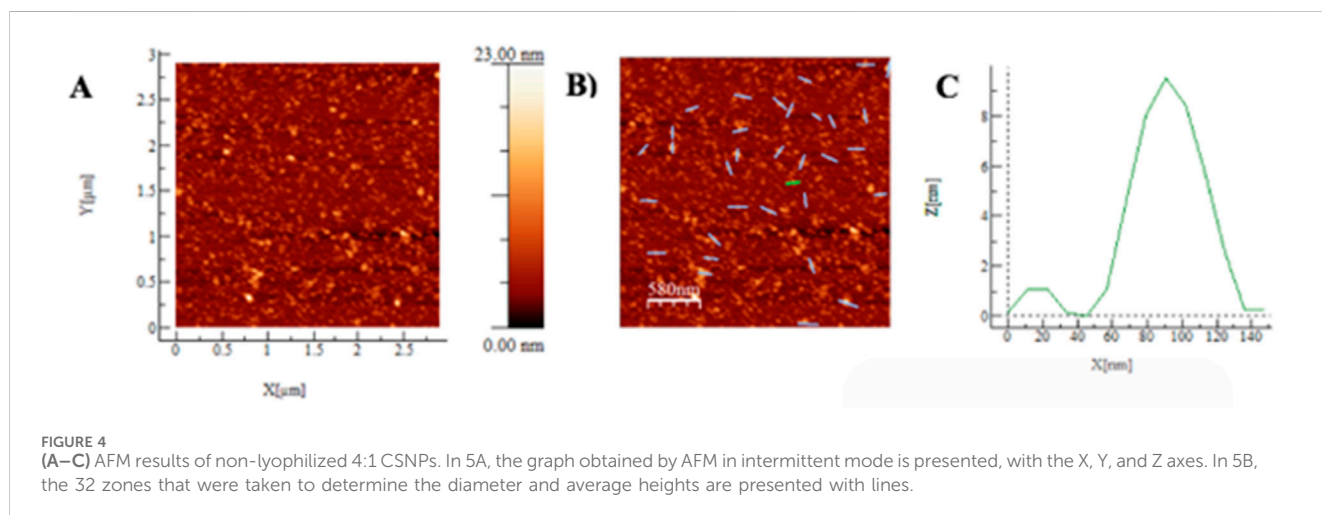 A
3
2.5
2
1.5
1
0.5
0
Y[μm]
0 0.5 1 1.5 2 2.5
X[μm]
23.00 nm
0.00 nm
B)
580nm
C
8
6
4
2
0
Z[nm]
0 20 40 60 80 100 120 140
X[nm]
FIGURE 4
(A–C) AFM results of non-lyophilized 4:1 CSNPs. In 5A, the graph obtained by AFM in intermittent mode is presented, with the X, Y, and Z axes. In 5B,
the 32 zones that were taken to determine the diameter and average heights are presented with lines.